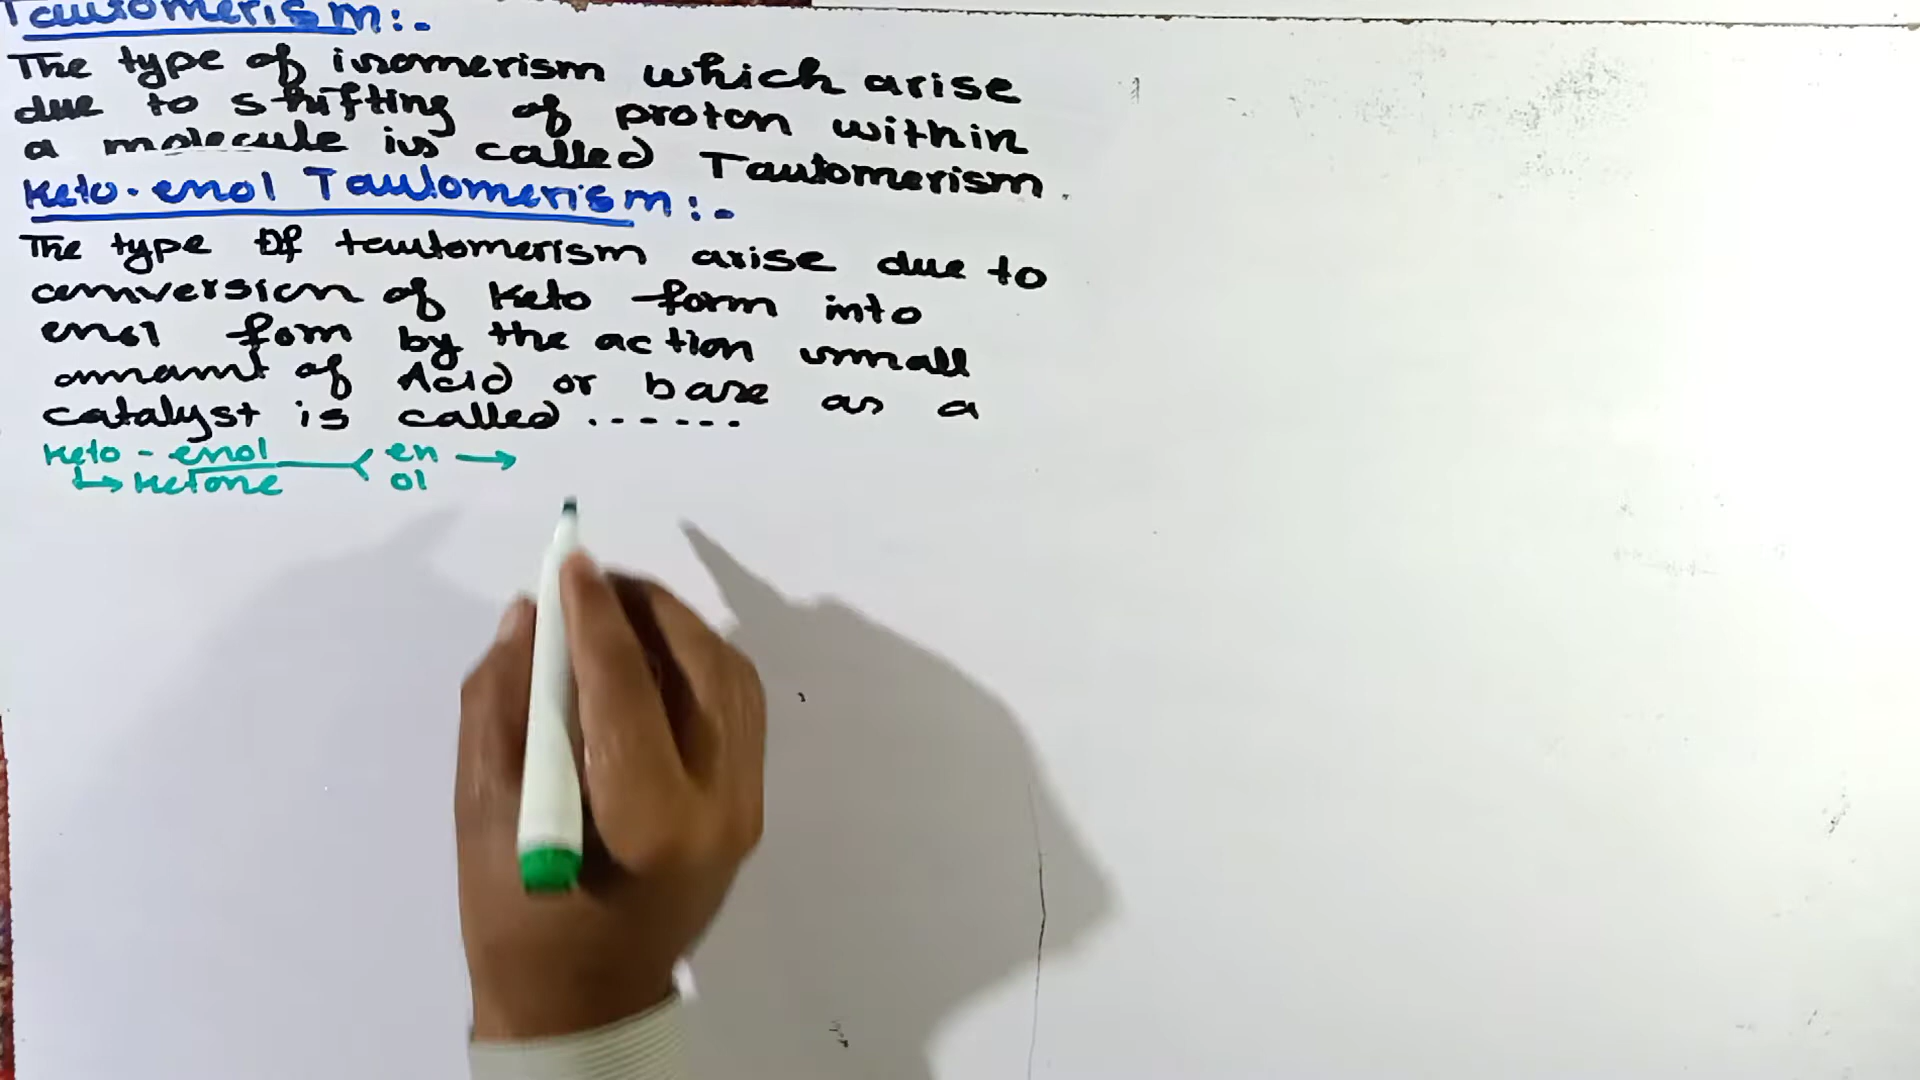 Tautomerism:-
The type of isomerism which arise
due to shifting of proton within
a molecule is called Tautomerism.
Keto-enol Tautomerism:-
The type of tautomerism arise due to
conversion of Keto form into
enol fom by the action small
amamt of Acid or base as a
catalyst is called ------
Keto - enol < en →
↳ Ketone ol